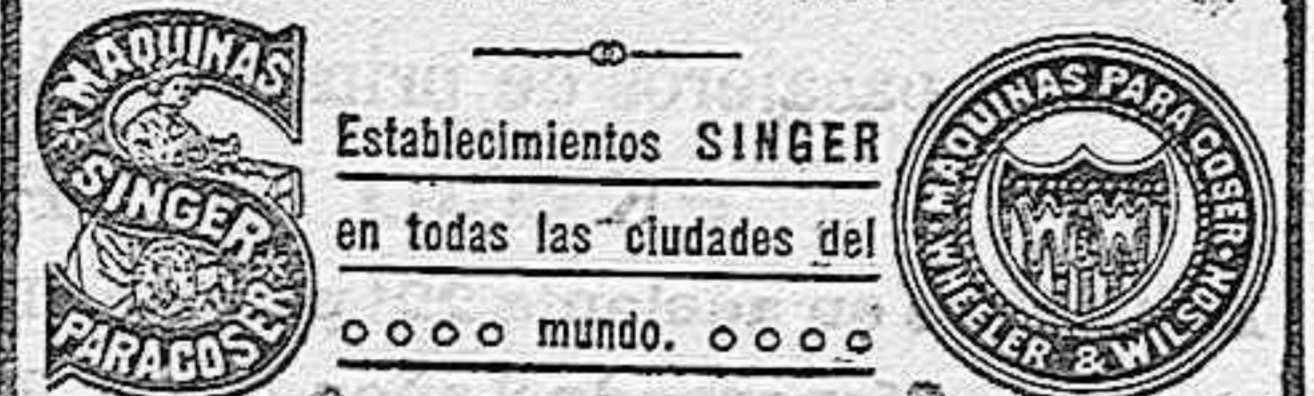 MAQUINAS
SINGER
PARA COSER
Establecimientos SINGER
en todas las ciudades del
mundo.
MAQUINAS PARA COSER
WHEELER & WILSON
W & W